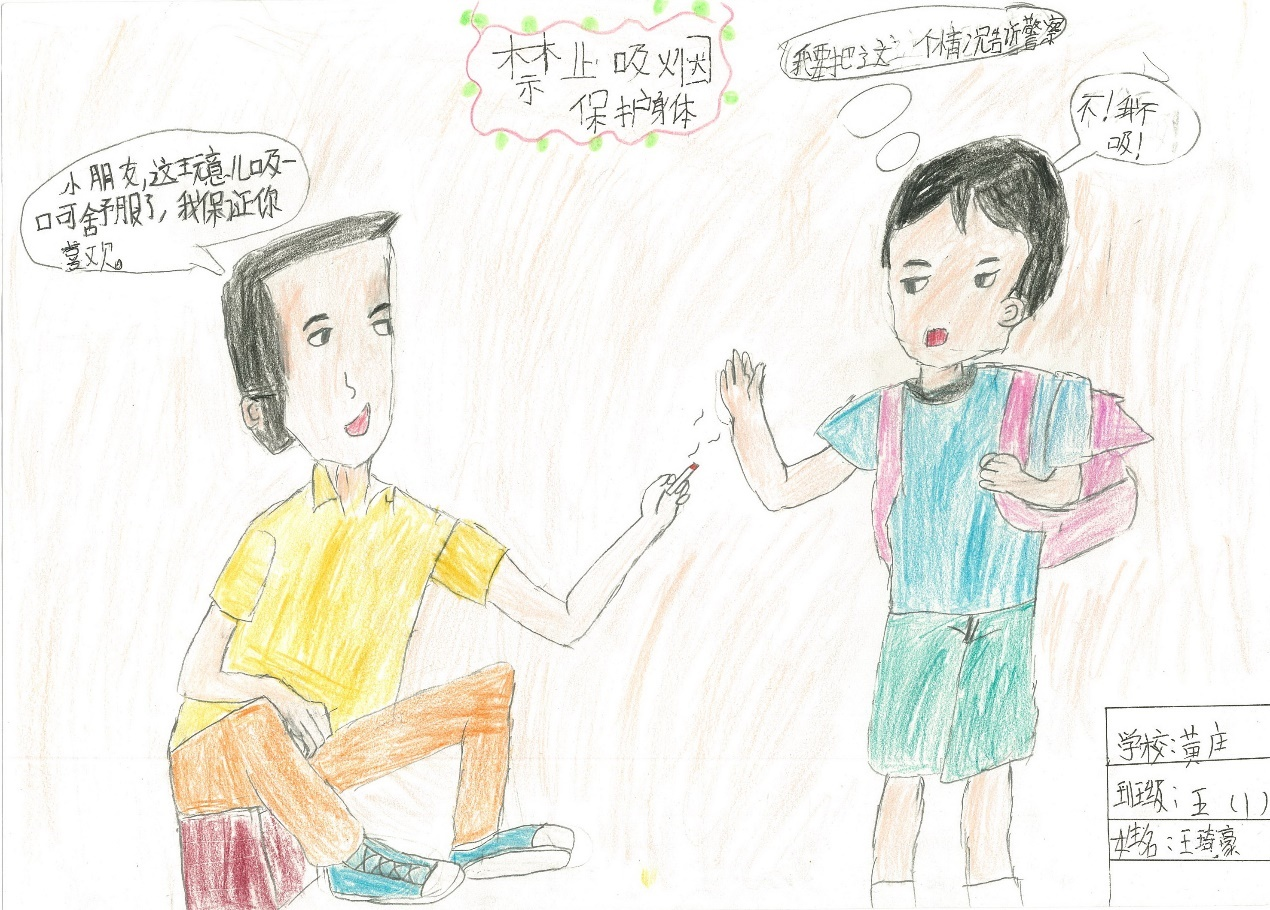 禁止吸烟
保护身体
我要把这一个情况告诉警察
不！我不
吸！
小朋友,这玩意儿吸一
口可舒服了,我保证你
喜欢。
学校:黄庄
班级:五(1)
姓名:王琦豪